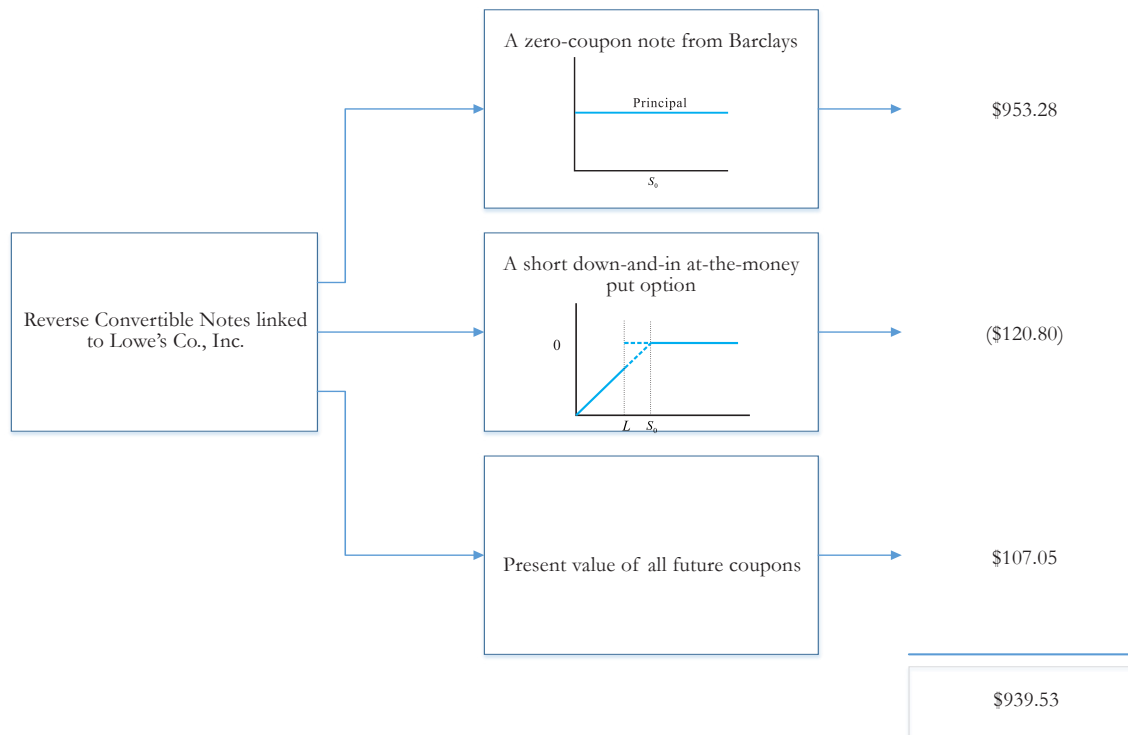 A zero-coupon note from Barclays
Principal
S₀
$953.28
Reverse Convertible Notes linked
to Lowe's Co., Inc.
A short down-and-in at-the-money
put option
0
L S₀
($120.80)
Present value of all future coupons
$107.05
$939.53